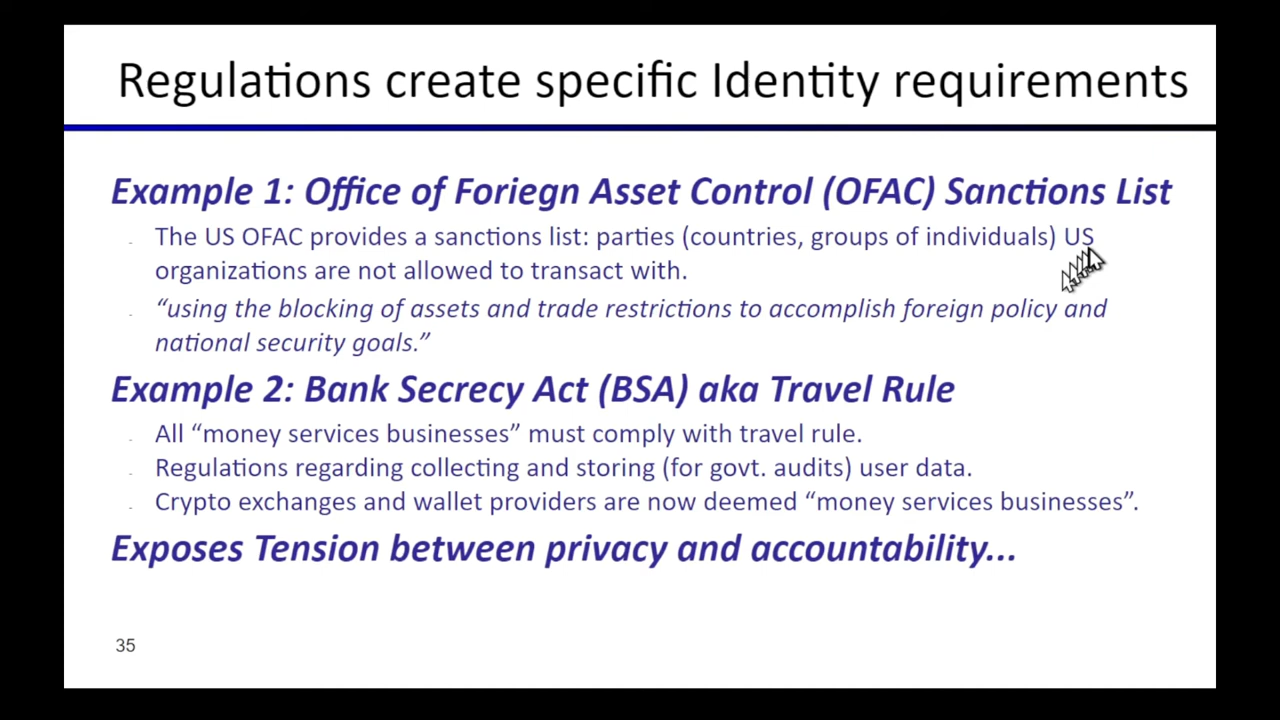 Regulations create specific Identity requirements
Example 1: Office of Foriegn Asset Control (OFAC) Sanctions List
- The US OFAC provides a sanctions list: parties (countries, groups of individuals) US
organizations are not allowed to transact with.
- “using the blocking of assets and trade restrictions to accomplish foreign policy and
national security goals.”
Example 2: Bank Secrecy Act (BSA) aka Travel Rule
- All “money services businesses” must comply with travel rule.
- Regulations regarding collecting and storing (for govt. audits) user data.
- Crypto exchanges and wallet providers are now deemed “money services businesses”.
Exposes Tension between privacy and accountability...
35